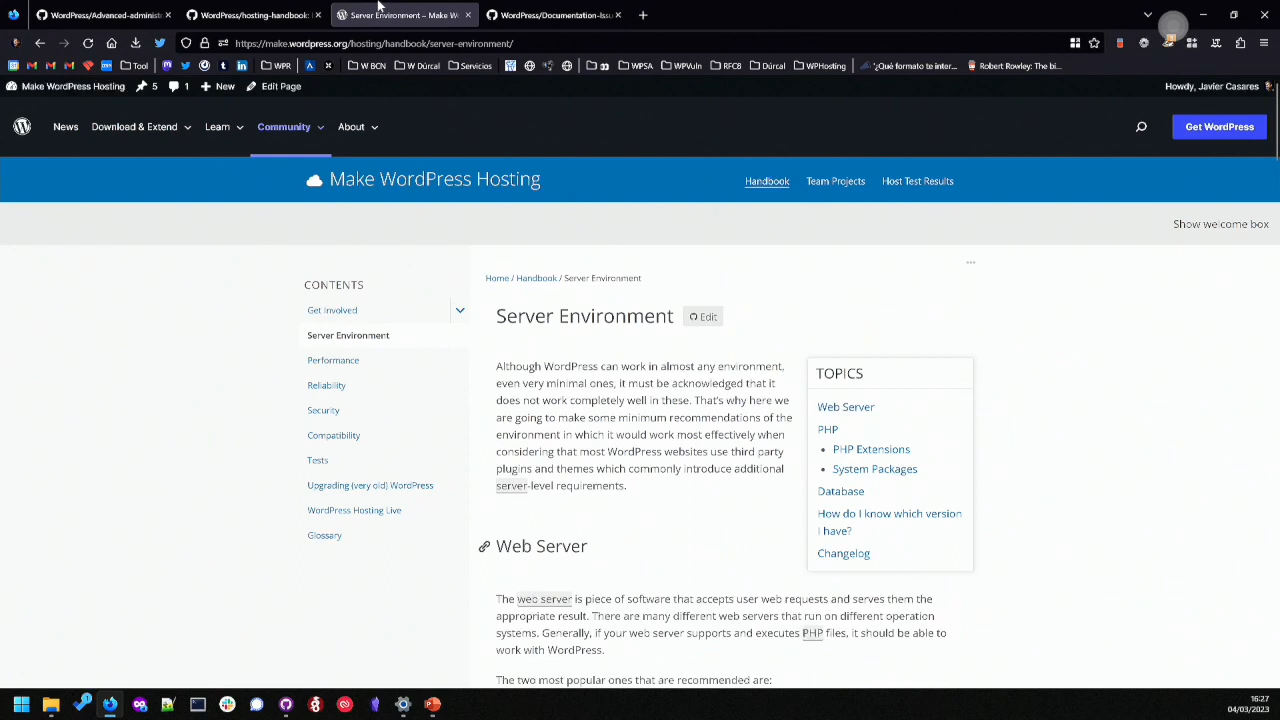 WordPress/Advanced-administr
WordPress/hosting-handbook:
Server Environment – Make Wo
WordPress/Documentation-Issu
https://make.wordpress.org/hosting/handbook/server-environment/
Tool
WPR
W BCN
W Dúrcal
Servicios
WPSA
WPVuln
RFC8
Dúrcal
WPHosting
"¿Qué formato te inter...
Robert Rowley: The bi...
Make WordPress Hosting
5
1
New
Edit Page
Howdy, Javier Casares
News
Download & Extend
Learn
Community
About
Get WordPress
Make WordPress Hosting
Handbook
Team Projects
Host Test Results
Show welcome box
CONTENTS
Get Involved
Server Environment
Performance
Reliability
Security
Compatibility
Tests
Upgrading (very old) WordPress
WordPress Hosting Live
Glossary
Home / Handbook / Server Environment
Server Environment
Edit
Although WordPress can work in almost any environment,
even very minimal ones, it must be acknowledged that it
does not work completely well in these. That's why here we
are going to make some minimum recommendations of the
environment in which it would work most effectively when
considering that most WordPress websites use third party
plugins and themes which commonly introduce additional
server-level requirements.
TOPICS
Web Server
PHP
PHP Extensions
System Packages
Database
How do I know which version
I have?
Changelog
Web Server
The web server is piece of software that accepts user web requests and serves them the
appropriate result. There are many different web servers that run on different operation
systems. Generally, if your web server supports and executes PHP files, it should be able to
work with WordPress.
The two most popular ones that are recommended are:
16:27
04/03/2023